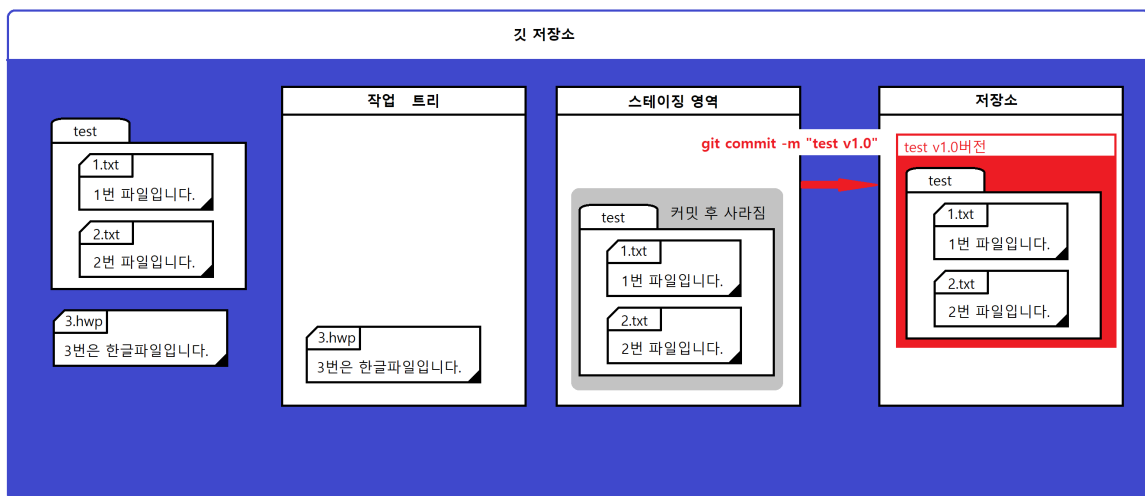 깃 저장소
test
1.txt
1번 파일입니다.
2.txt
2번 파일입니다.
3.hwp
3번은 한글파일입니다.
작업 트리
3.hwp
3번은 한글파일입니다.
스테이징 영역
git commit -m "test v1.0"
test
커밋 후 사라짐
1.txt
1번 파일입니다.
2.txt
2번 파일입니다.
저장소
test v1.0버전
test
1.txt
1번 파일입니다.
2.txt
2번 파일입니다.